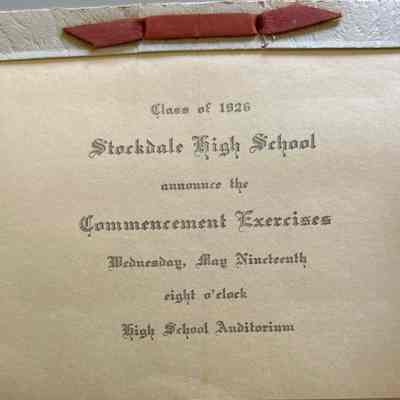 Class of 1926
Stockdale High School
announce the
Commencement Exercises
Wednesday, May Nineteenth
eight o'clock
High School Auditorium